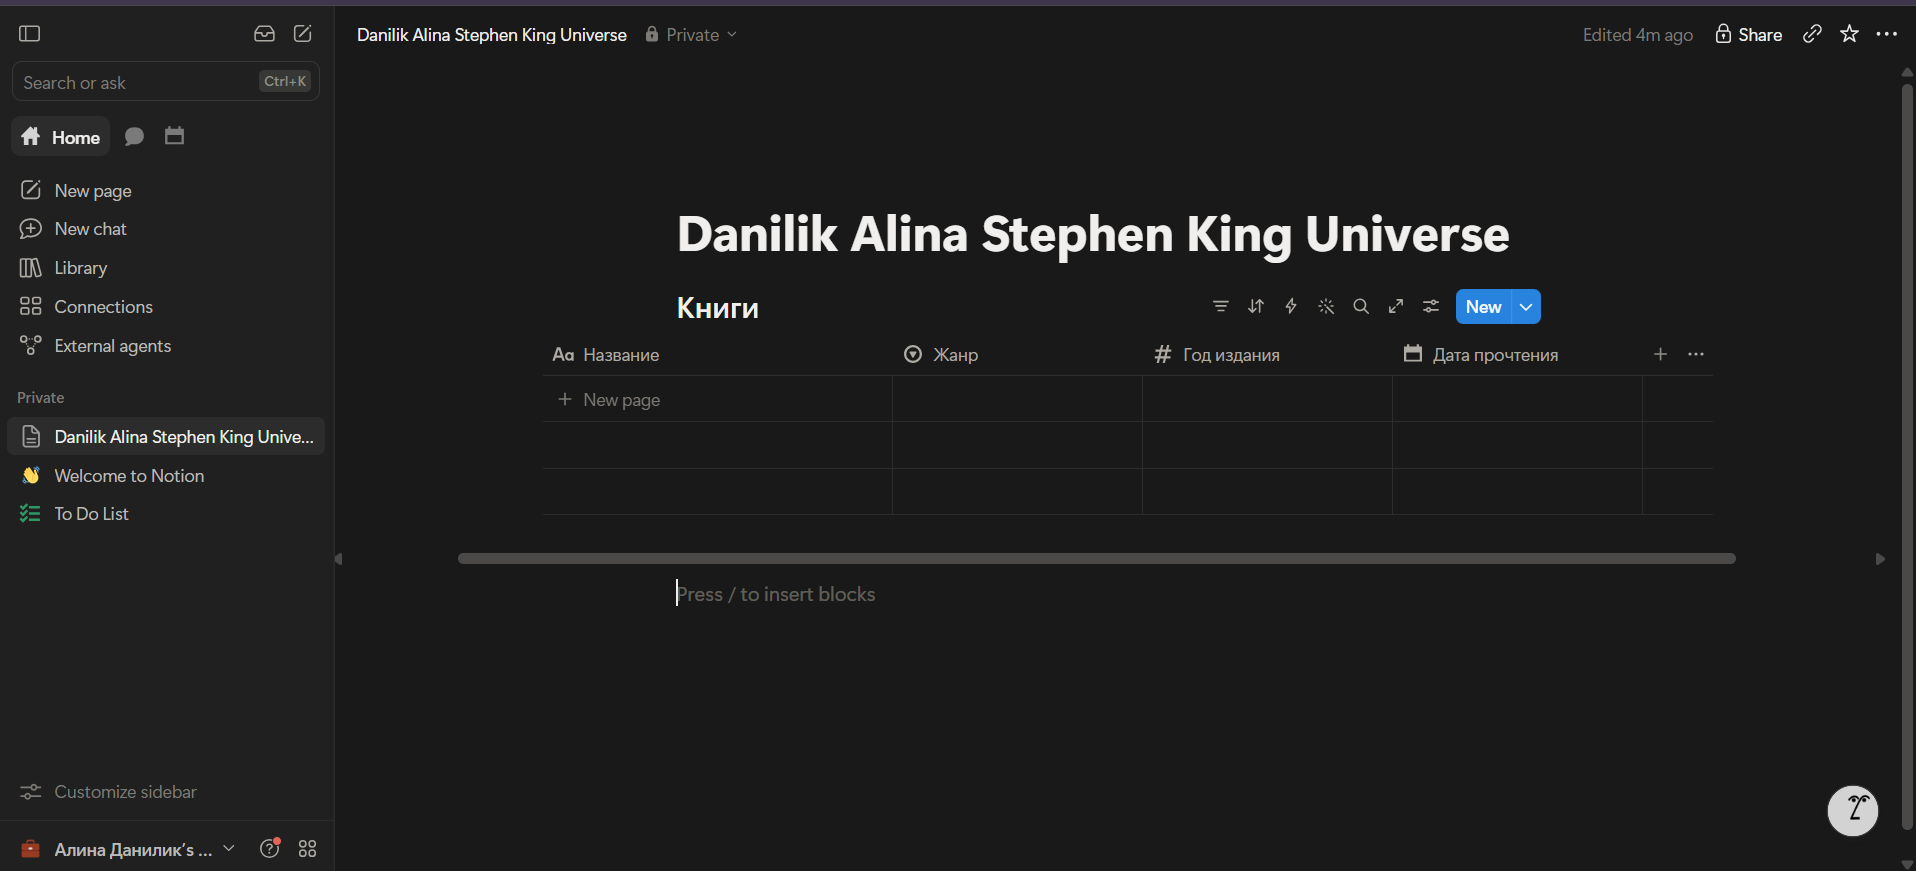 Danilik Alina Stephen King Universe
Private
Edited 4m ago
Share
Search or ask
Ctrl+K
Home
New page
New chat
Library
Connections
External agents
Private
Danilik Alina Stephen King Unive...
Welcome to Notion
To Do List
Customize sidebar
Алина Данилик's ...
Danilik Alina Stephen King Universe
Книги
New
Aa Название
Жанр
# Год издания
Дата прочтения
+ New page
Press / to insert blocks